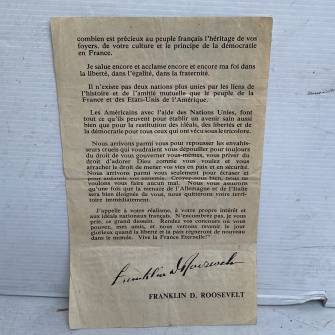 combien est précieux au peuple français l'héritage de vos
foyers, de votre culture et le principe de la démocratie
en France.
Je salue encore et acclame encore et encore ma foi dans
la liberté, dans l'égalité, dans la fraternité.
Il n'existe pas deux nations plus unies par les liens de
l'histoire et de l'amitié mutuelle que le peuple de la
France et des Etats-Unis de l'Amérique.
Les Américains avec l'aide des Nations Unies, font
tout ce qu'ils peuvent pour établir un avenir sain aussi
bien que pour la restitution des idéals, des libertés et de
la démocratie pour tous ceux qui ont vécu sous le tricolore.
Nous arrivons parmi vous pour repousser les envahis-
seurs cruels qui voudraient vous dépouiller pour toujours
du droit de vous gouverner vous-mêmes, vous priver du
droit d'adorer Dieu comme vous voulez et vous
arracher le droit de mener vos vies en paix et en sécurité.
Nous arrivons parmi vous seulement pour écraser et
pour anéantir vos ennemis. Croyez-nous bien, nous ne
voulons vous faire aucun mal. Nous vous assurons
qu'une fois que la menace de l'Allemagne et de l'Italie
sera bien éloignée de vous, nous quitterons votre terri-
toire immédiatement.
J'appelle à votre réalisme, à votre propre intérêt et
aux idéals nationaux français. N'encombrez pas, je vous
prie, ce grand dessein. Rendez vos concours où vous
pouvez, mes amis, et nous verrons revenir le jour
glorieux quand la liberté et la paix régneront de nouveau
dans le monde. Vive la France Eternelle!"
Franklin D Roosevelt
FRANKLIN D. ROOSEVELT